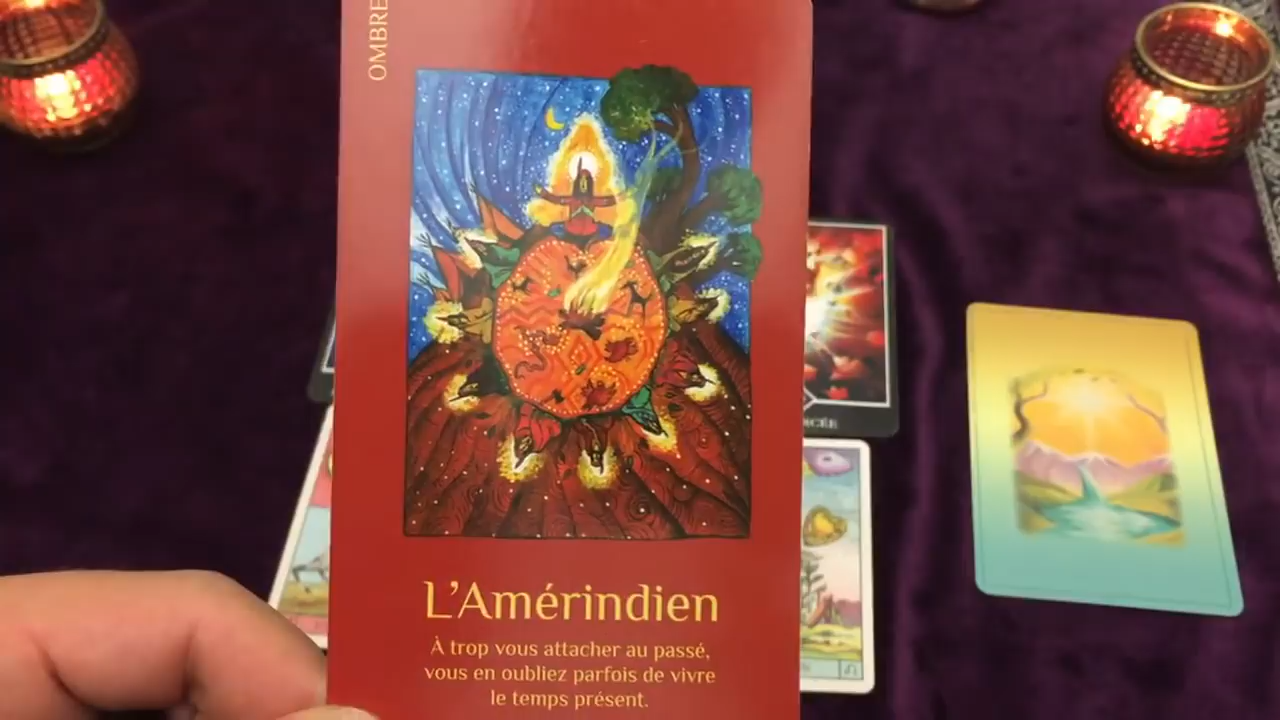 OMBRE
L'Amérindien
À trop vous attacher au passé,
vous en oubliez parfois de vivre
le temps présent.